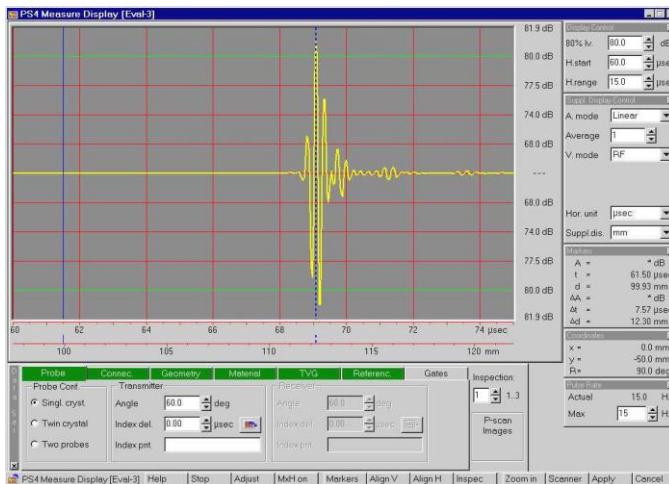 PS4 Measure Display [Eval-3]
81.9 dB
80.0 dB
77.5 dB
74.0 dB
68.0 dB
---
68.0 dB
74.0 dB
77.5 dB
80.0 dB
81.9 dB
60 62 64 66 68 70 72 74 µsec
100 105 110 115 120 mm
Display Control
80% lv. 80.0 dB
H.start 60.0 µsec
H.range 15.0 µsec
Suppl. Display Control
A. mode Linear
Average 1
V. mode RF
Hor. unit µsec
Suppl.dis. mm
Markers
A = * dB
t = 61.50 µsec
d = 99.93 mm
ΔA = * dB
Δt = 7.57 µsec
Δd = 12.30 mm
Coordinates
x = 0.0 mm
y = -50.0 mm
R= 90.0 deg
Pulse Rate
Actual 15.0 H
Max 15 H
Data Set
Probe Connec. Geometry Material TVG Referenc. Gates
Probe Conf.
Singl. cryst.
Twin crystal
Two probes
Transmitter
Angle 60.0 deg
Index del. 0.00 µsec
Index pnt.
Receiver
Angle 60.0 deg
Index del. 0.00 µsec
Index pnt.
Inspection:
1 1..3
P-scan
Images
PS4 Measure Display [Eval-3] Help Stop Adjust MxH on Markers Align V Align H Inspec Zoom in Scanner Apply Cancel